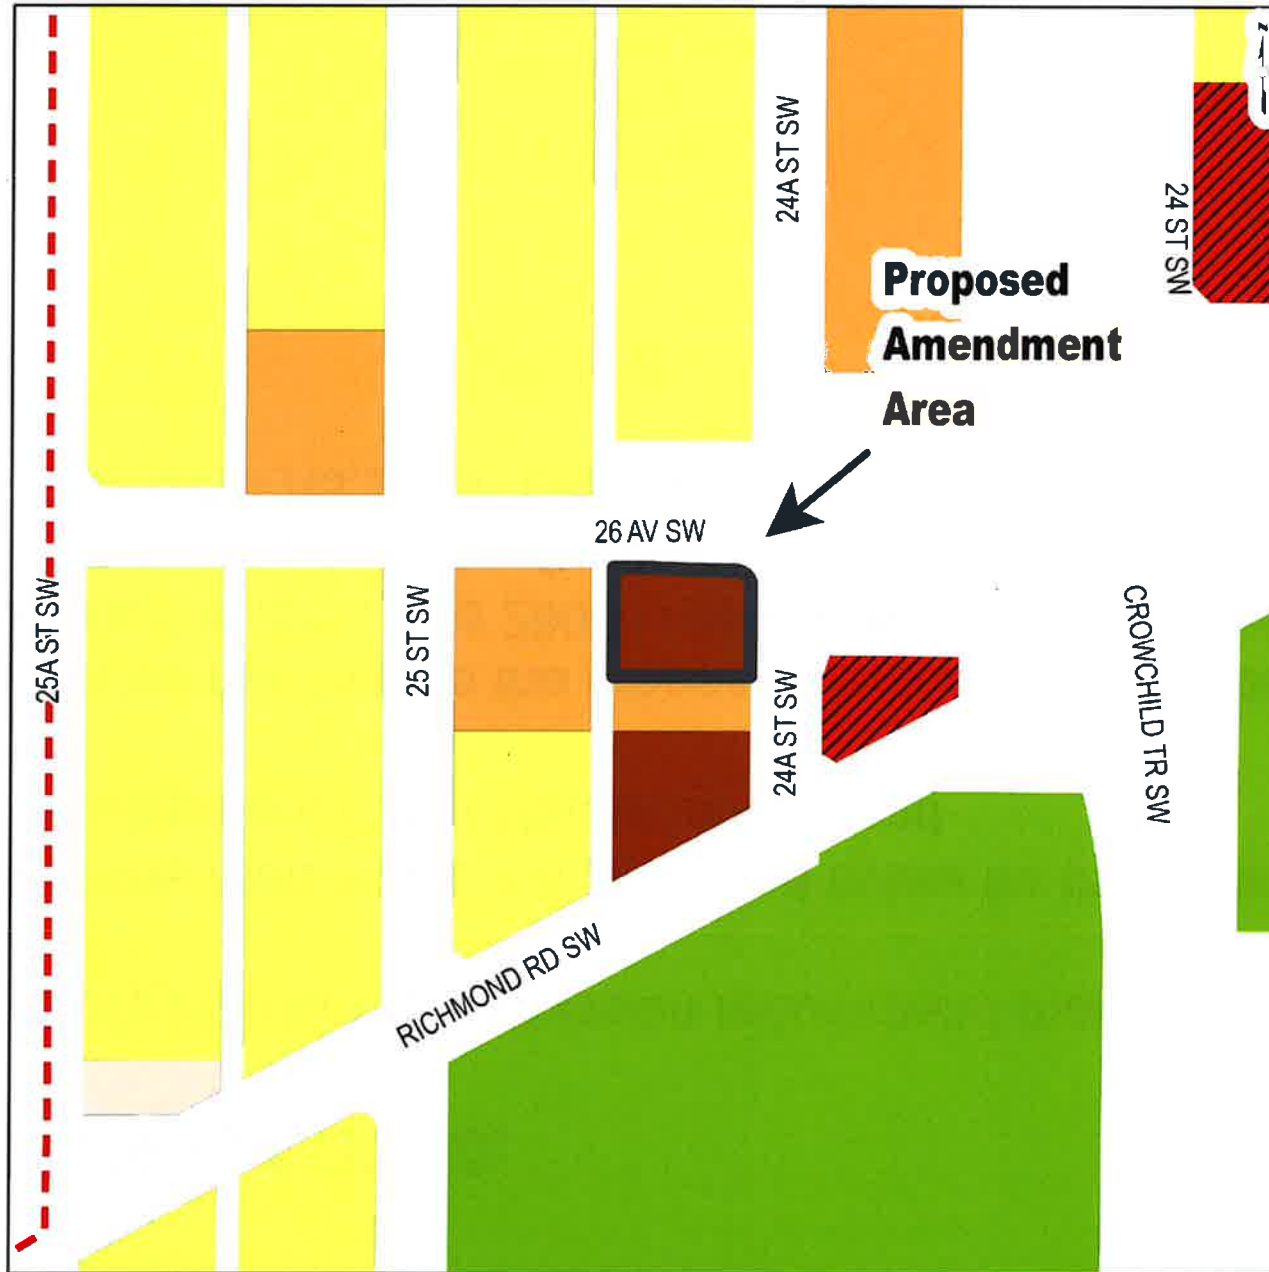 24A ST SW
24 ST SW
Proposed
Amendment
Area
26 AV SW
25A ST SW
25 ST SW
24A ST SW
CROWCHILD TR SW
RICHMOND RD SW